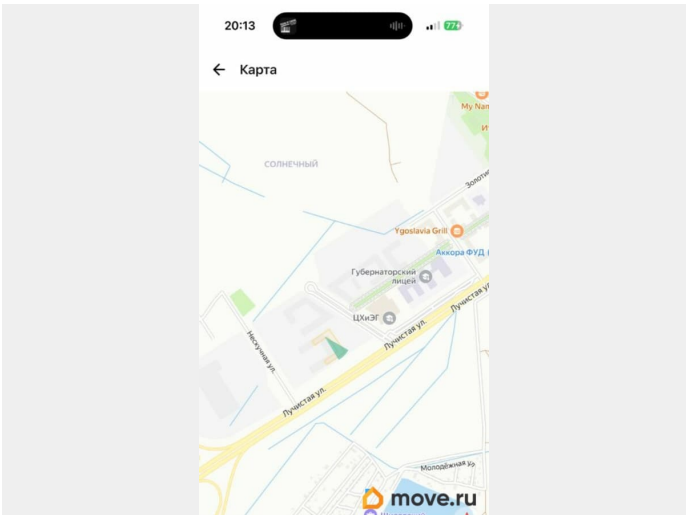 20:13
77
Карта
My Nam
И
СОЛНЕЧНЫЙ
Золотис
Ygoslavia Grill
Аккора ФУД
Губернаторский
лицей
Лучистая ул
ЦХиЭГ
Лучистая ул.
Нескучная ул.
Лучистая ул.
Молодёжная ул
move.ru